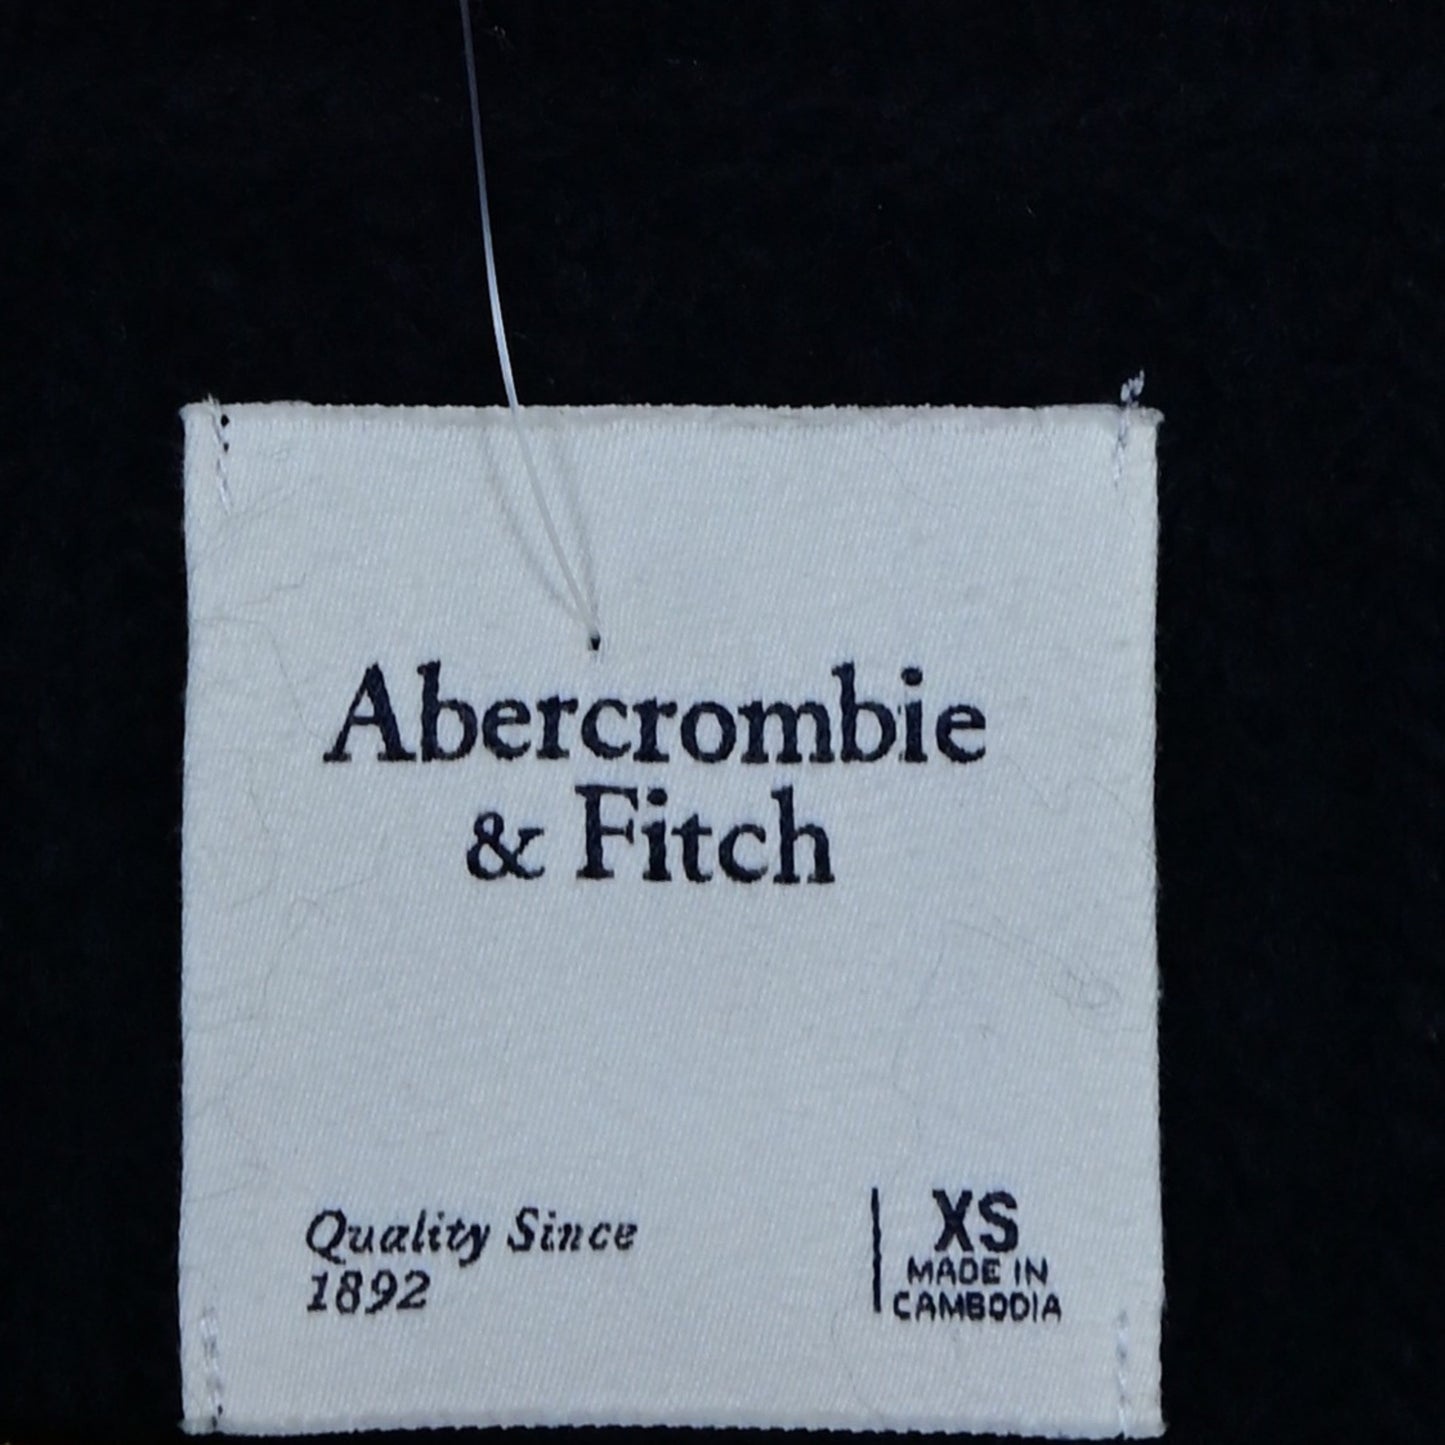 Abercrombie
& Fitch
Quality Since
1892
XS
MADE IN
CAMBODIA